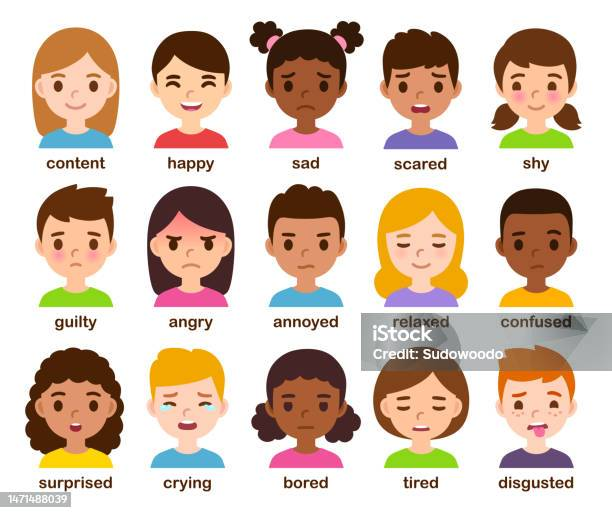 content happy sad scared shy
guilty angry annoyed relaxed confused
iStock
Credit: Sudowoodo
surprised crying bored tired disgusted
1471488039